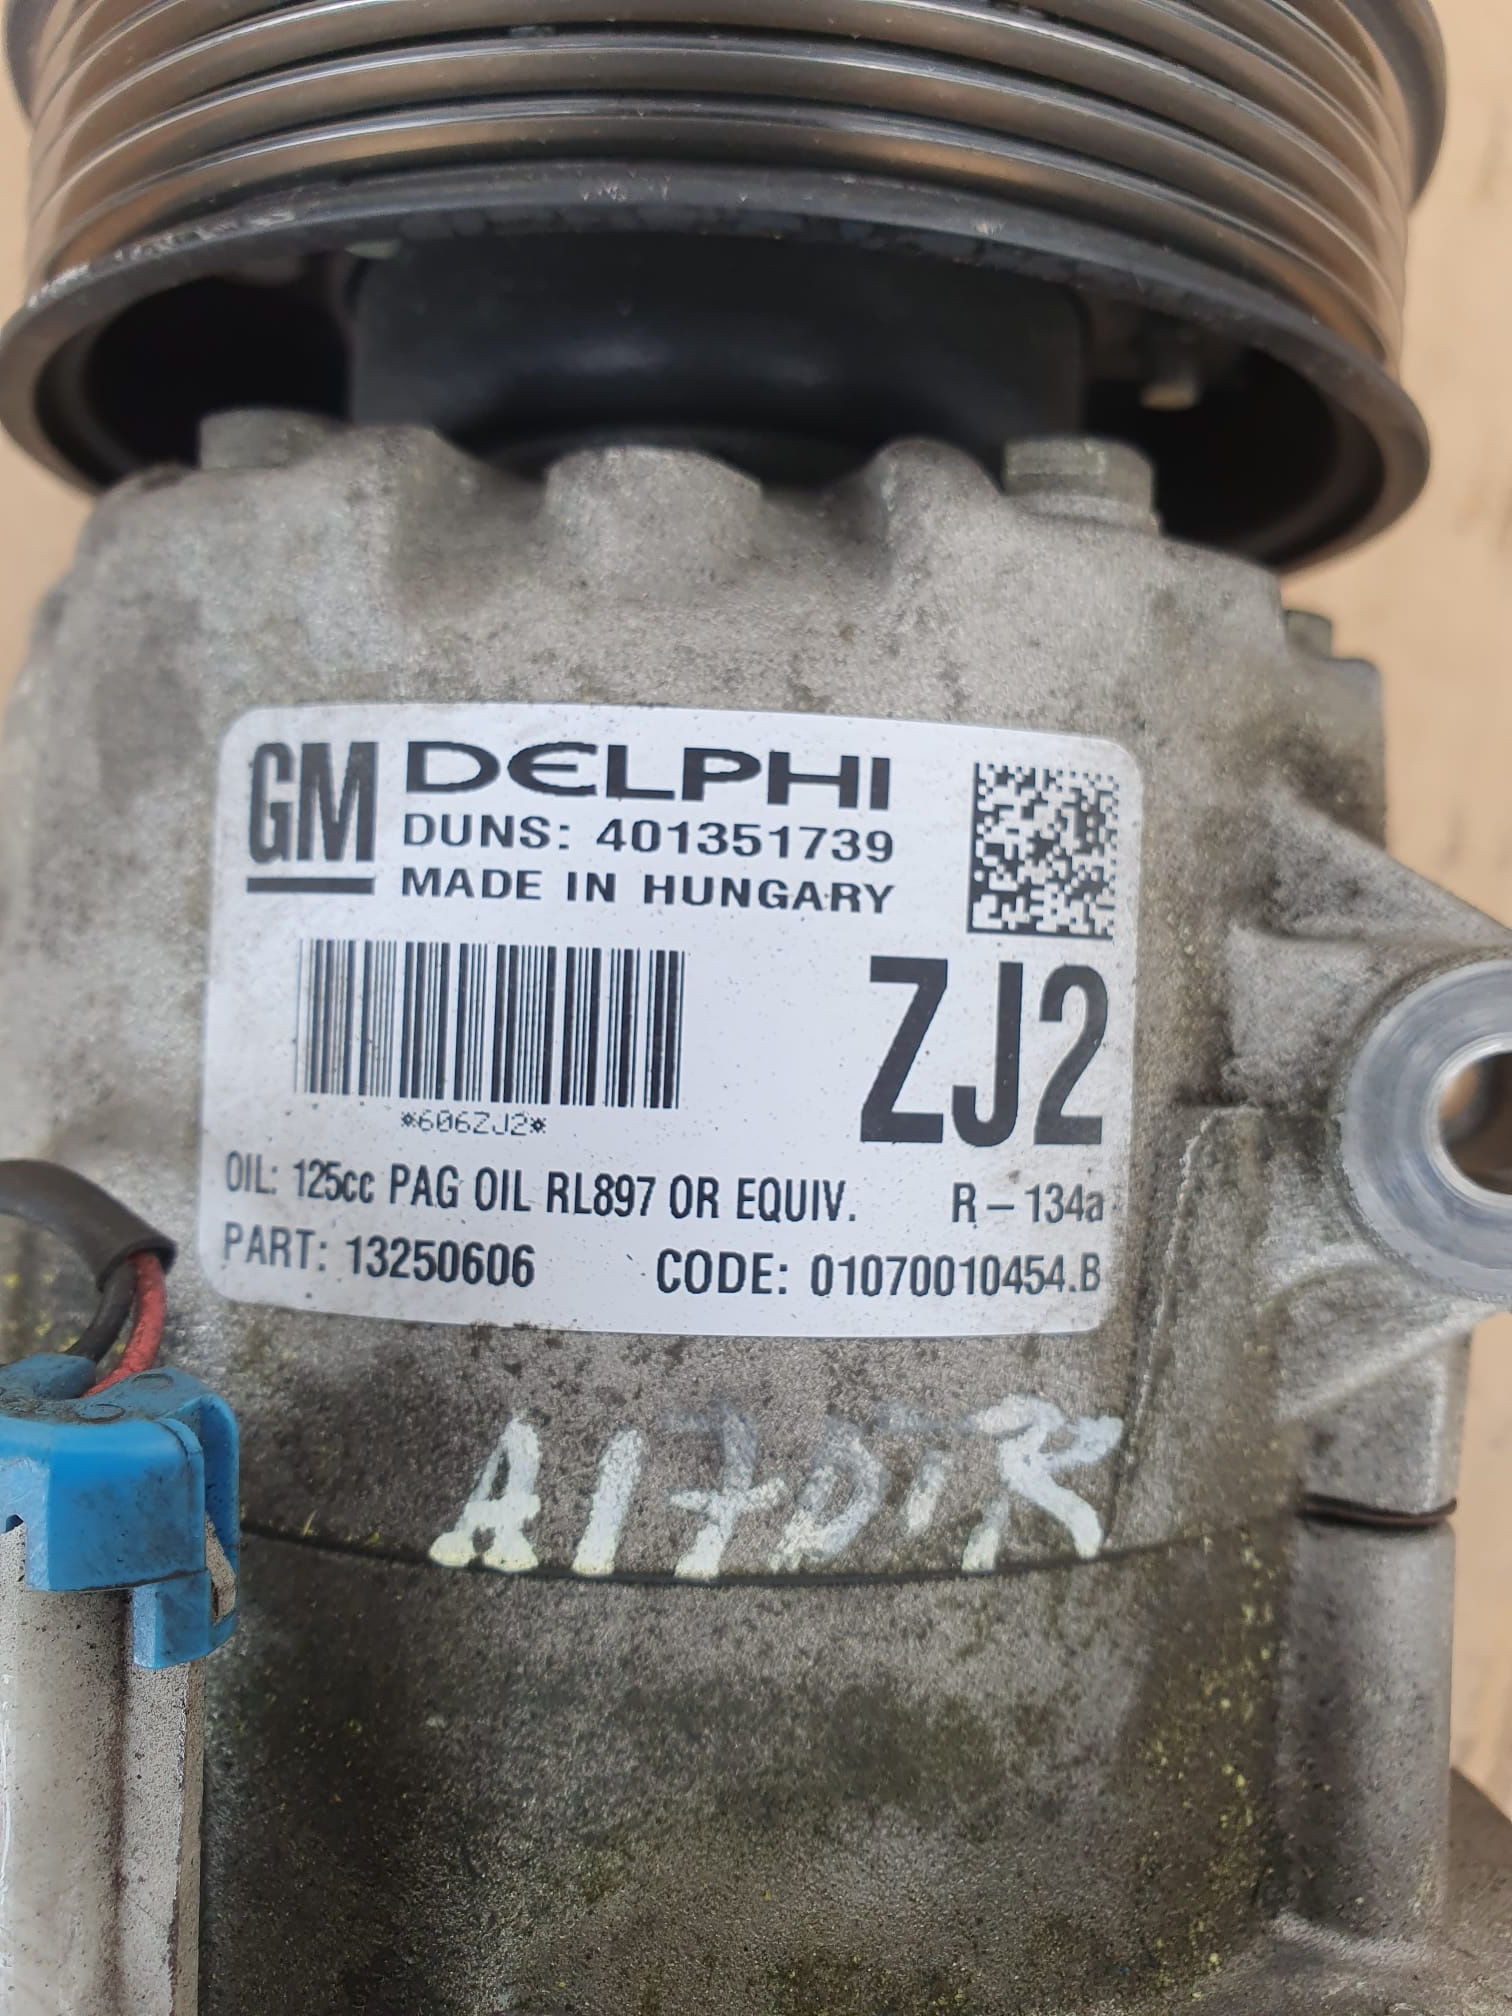 GM DELPHI
DUNS: 401351739
MADE IN HUNGARY
ZJ2
*606ZJ2*
OIL: 125cc PAG OIL RL897 OR EQUIV. R-134a
PART: 13250606 CODE: 01070010454.B
A17DTR